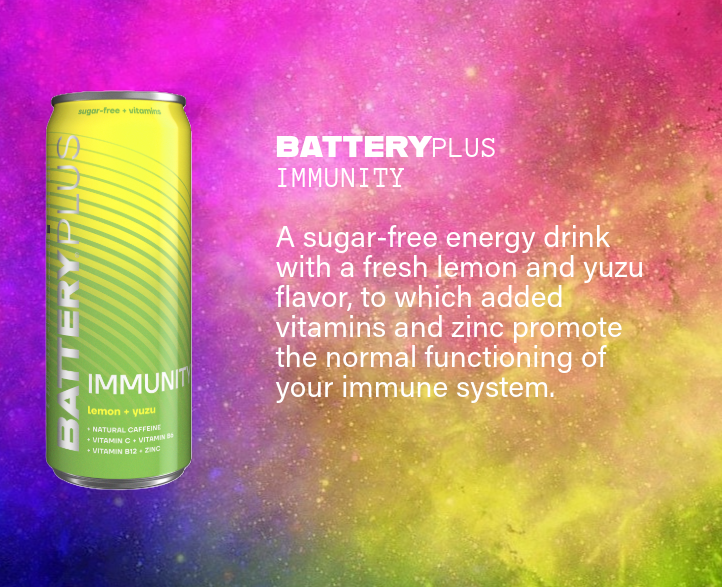 sugar-free + vitamins
BATTERYPLUS
IMMUNITY
lemon + yuzu
+ NATURAL CAFFEINE
+ VITAMIN C + VITAMIN B6
+ VITAMIN B12 + ZINC
BATTERYPLUS
IMMUNITY
A sugar-free energy drink
with a fresh lemon and yuzu
flavor, to which added
vitamins and zinc promote
the normal functioning of
your immune system.